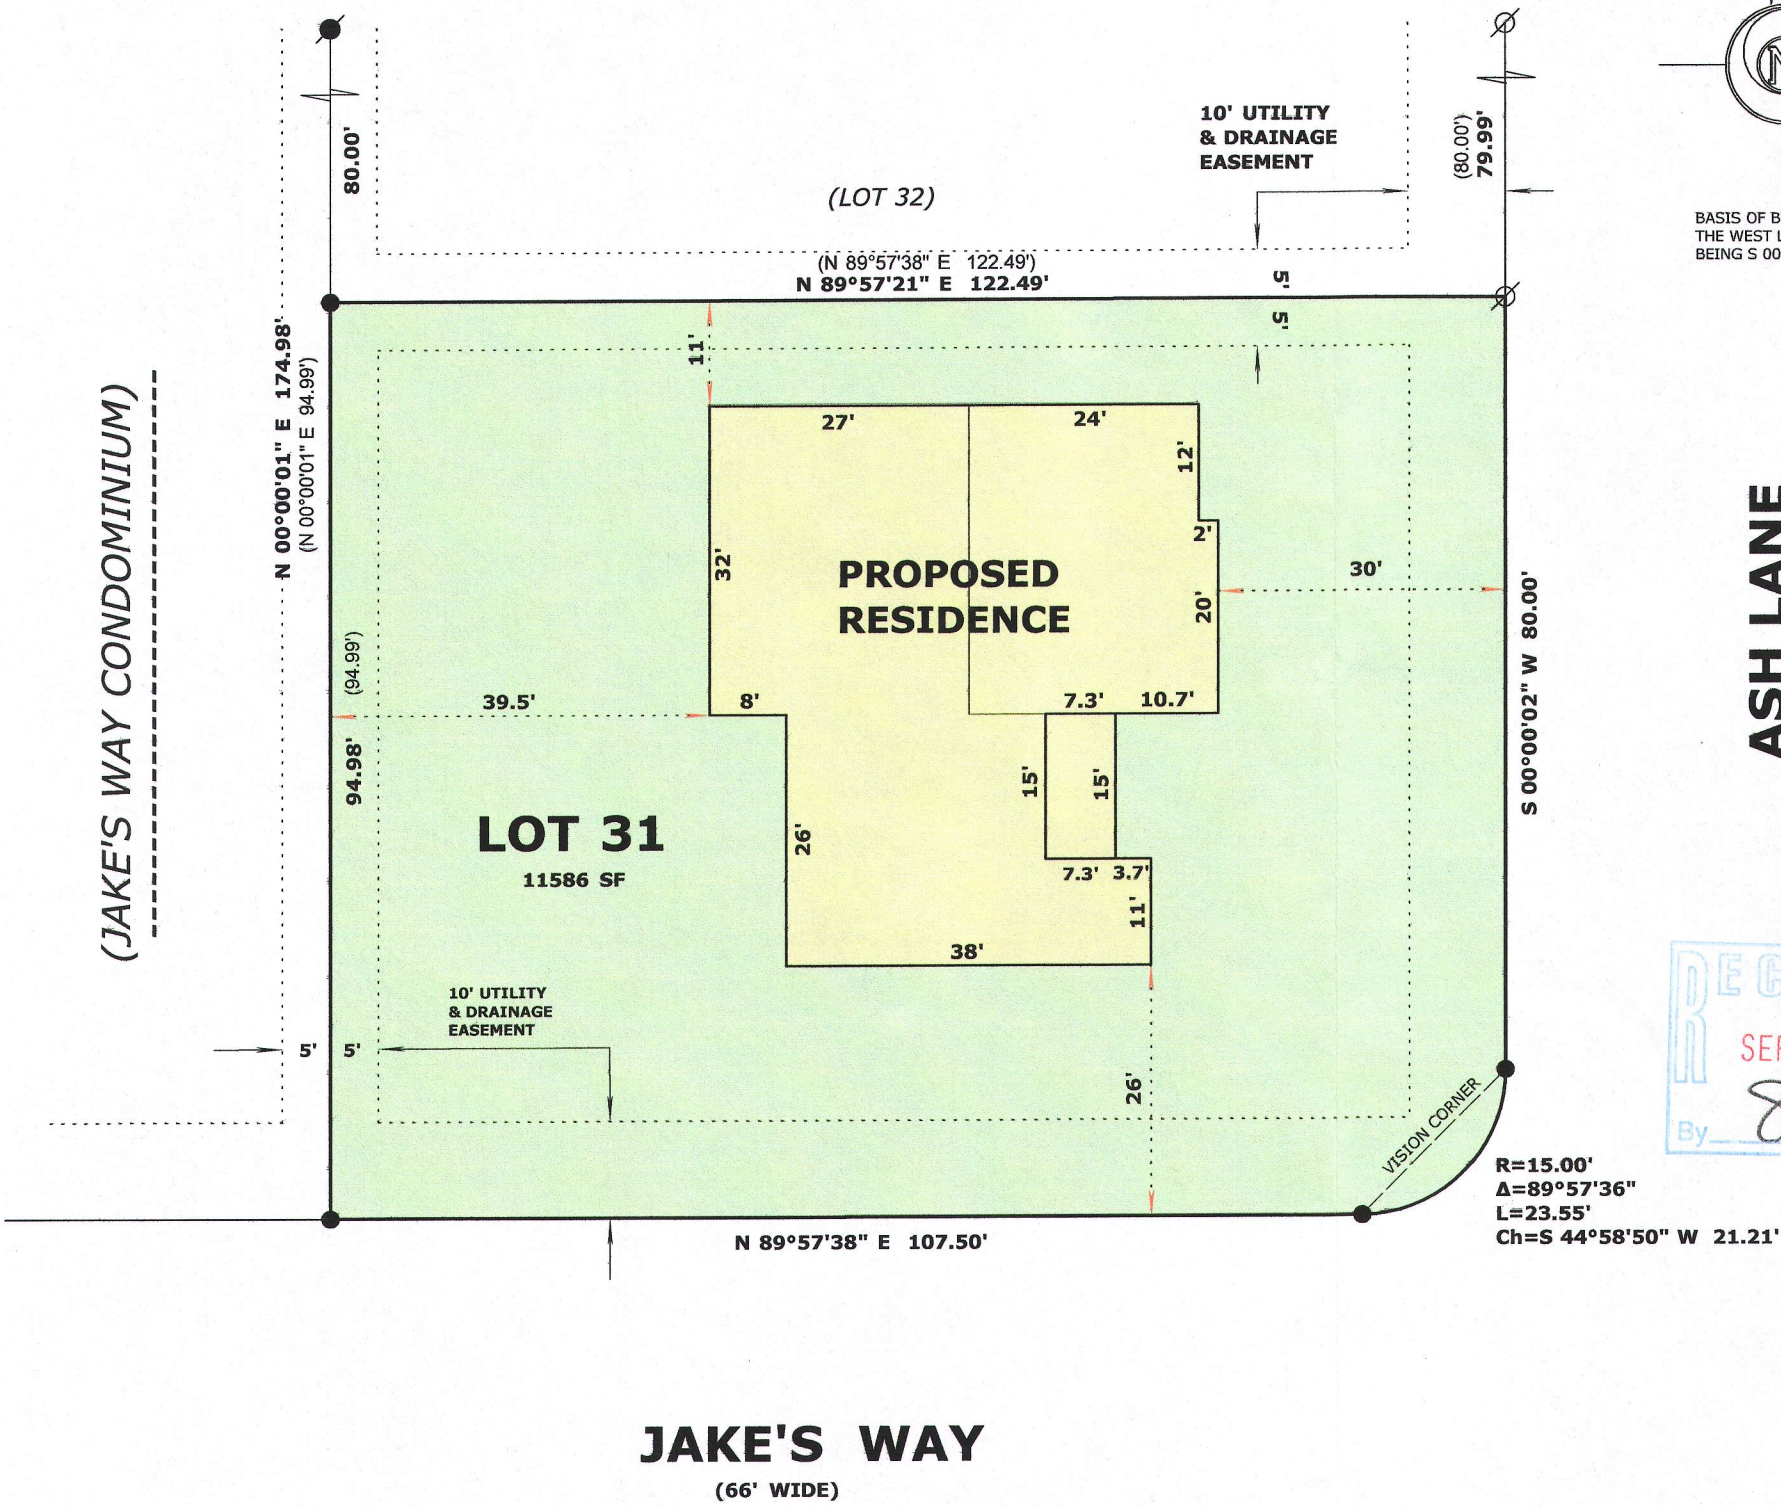 80.00'
10' UTILITY
& DRAINAGE
EASEMENT
(80.00')
79.99'
(LOT 32)
BASIS OF B
THE WEST L
BEING S 00
(N 89°57'38" E 122.49')
N 89°57'21" E 122.49'
5'
5'
N 00°00'01" E 174.98'
(N 00°00'01" E 94.99')
(JAKE'S WAY CONDOMINIUM)
11'
27'
24'
12'
2'
32'
PROPOSED
RESIDENCE
20'
30'
S 00°00'02" W 80.00'
ASH LANE
(94.99')
94.98'
39.5'
8'
7.3'
10.7'
15'
15'
26'
LOT 31
11586 SF
7.3'
3.7'
11'
38'
10' UTILITY
& DRAINAGE
EASEMENT
5'
5'
26'
VISION CORNER
R=15.00'
Δ=89°57'36"
L=23.55'
Ch=S 44°58'50" W 21.21'
N 89°57'38" E 107.50'
REC
SEP
By
JAKE'S WAY
(66' WIDE)